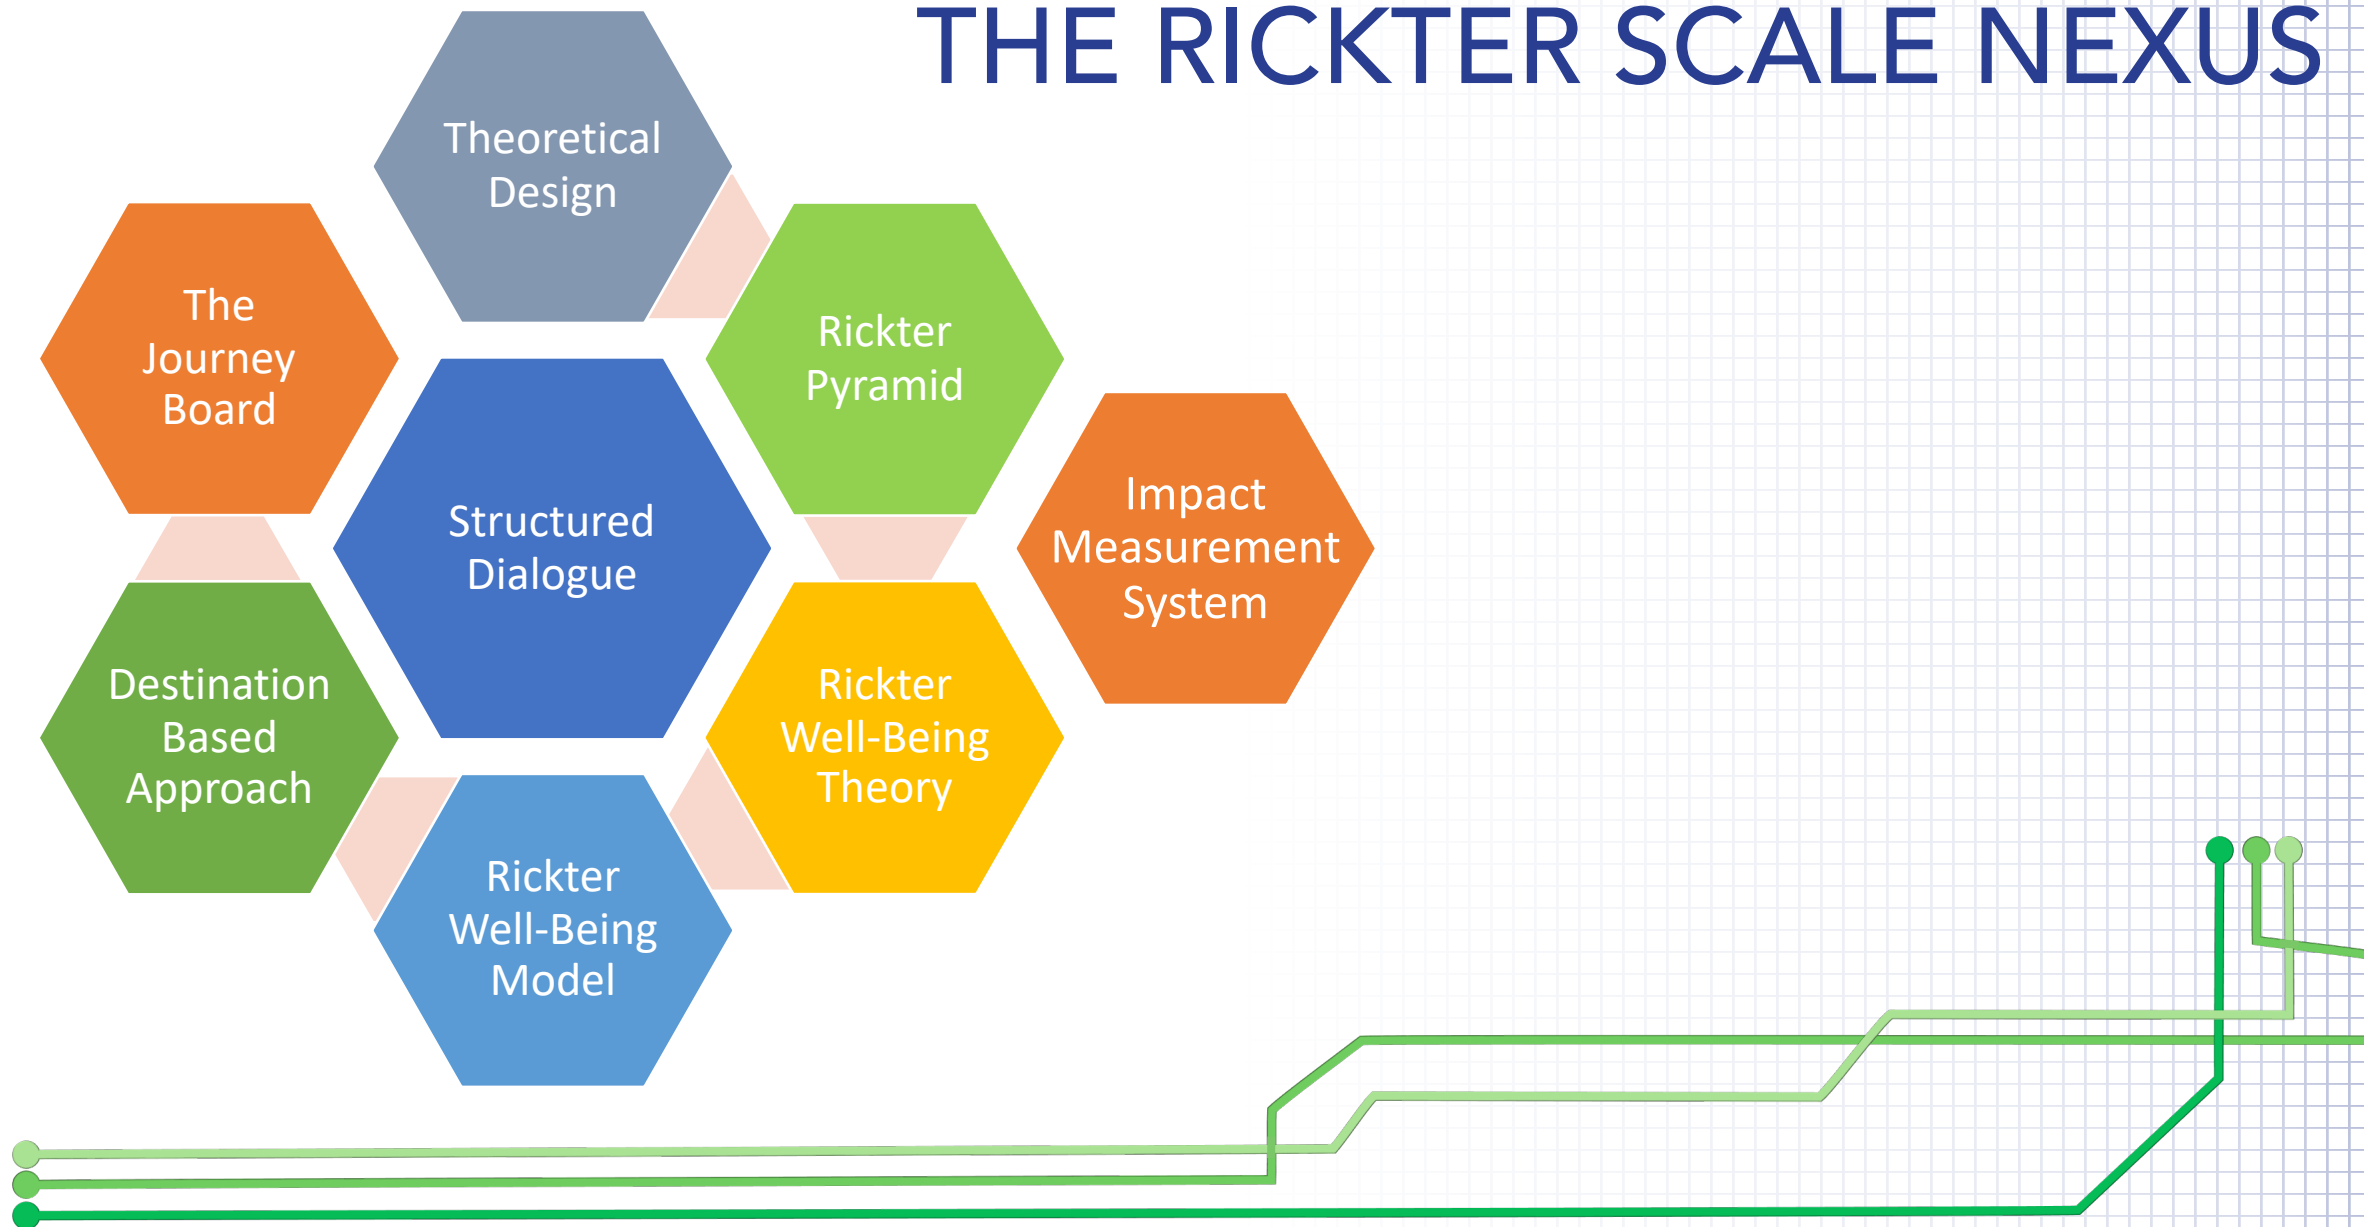 THE RICKTER SCALE NEXUS
Theoretical
Design
The
Journey
Board
Rickter
Pyramid
Structured
Dialogue
Impact
Measurement
System
Destination
Based
Approach
Rickter
Well-Being
Theory
Rickter
Well-Being
Model